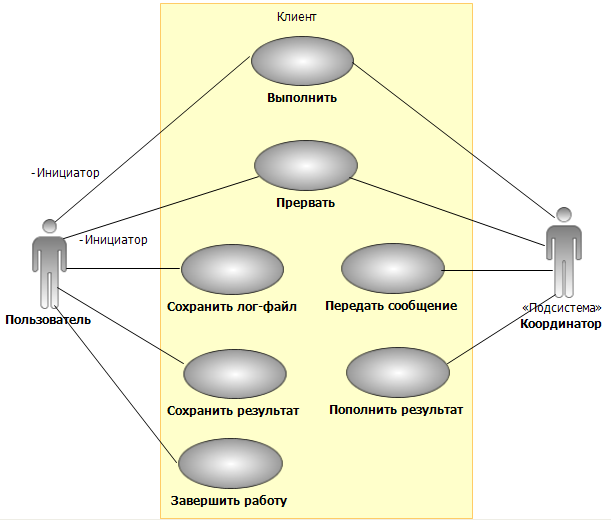 Клиент
Выполнить
-Инициатор
Прервать
-Инициатор
Сохранить лог-файл
Передать сообщение
Пользователь
«Подсистема»
Координатор
Сохранить результат
Пополнить результат
Завершить работу